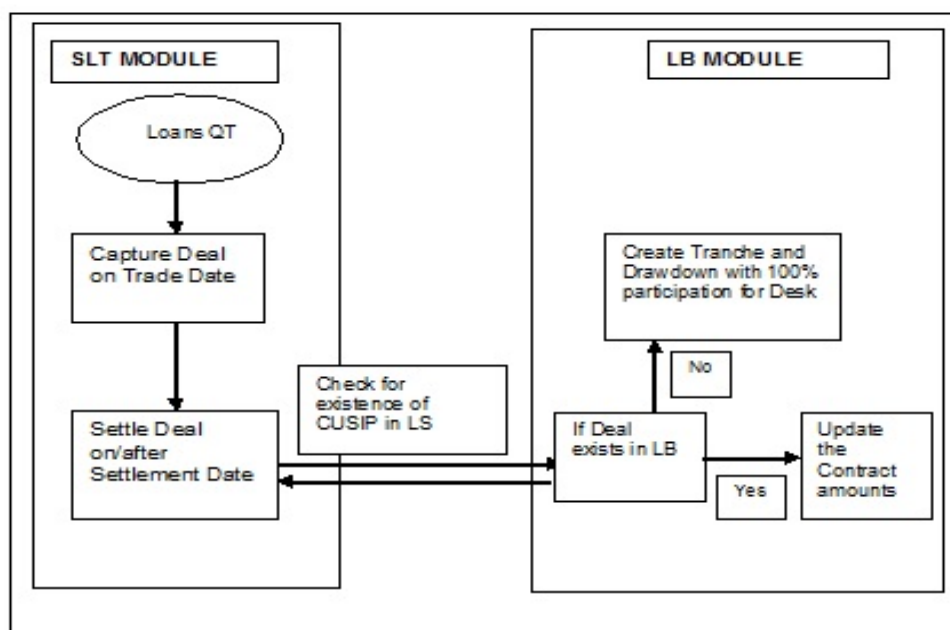 SLT MODULE
Loans QT
Capture Deal
on Trade Date
Settle Deal
on/after
Settlement Date
Check for
existence of
CUSIP in LS
LB MODULE
Create Tranche and
Drawdown with 100%
participation for Desk
No
If Deal
exists in LB
Yes
Update
the
Contract
amounts